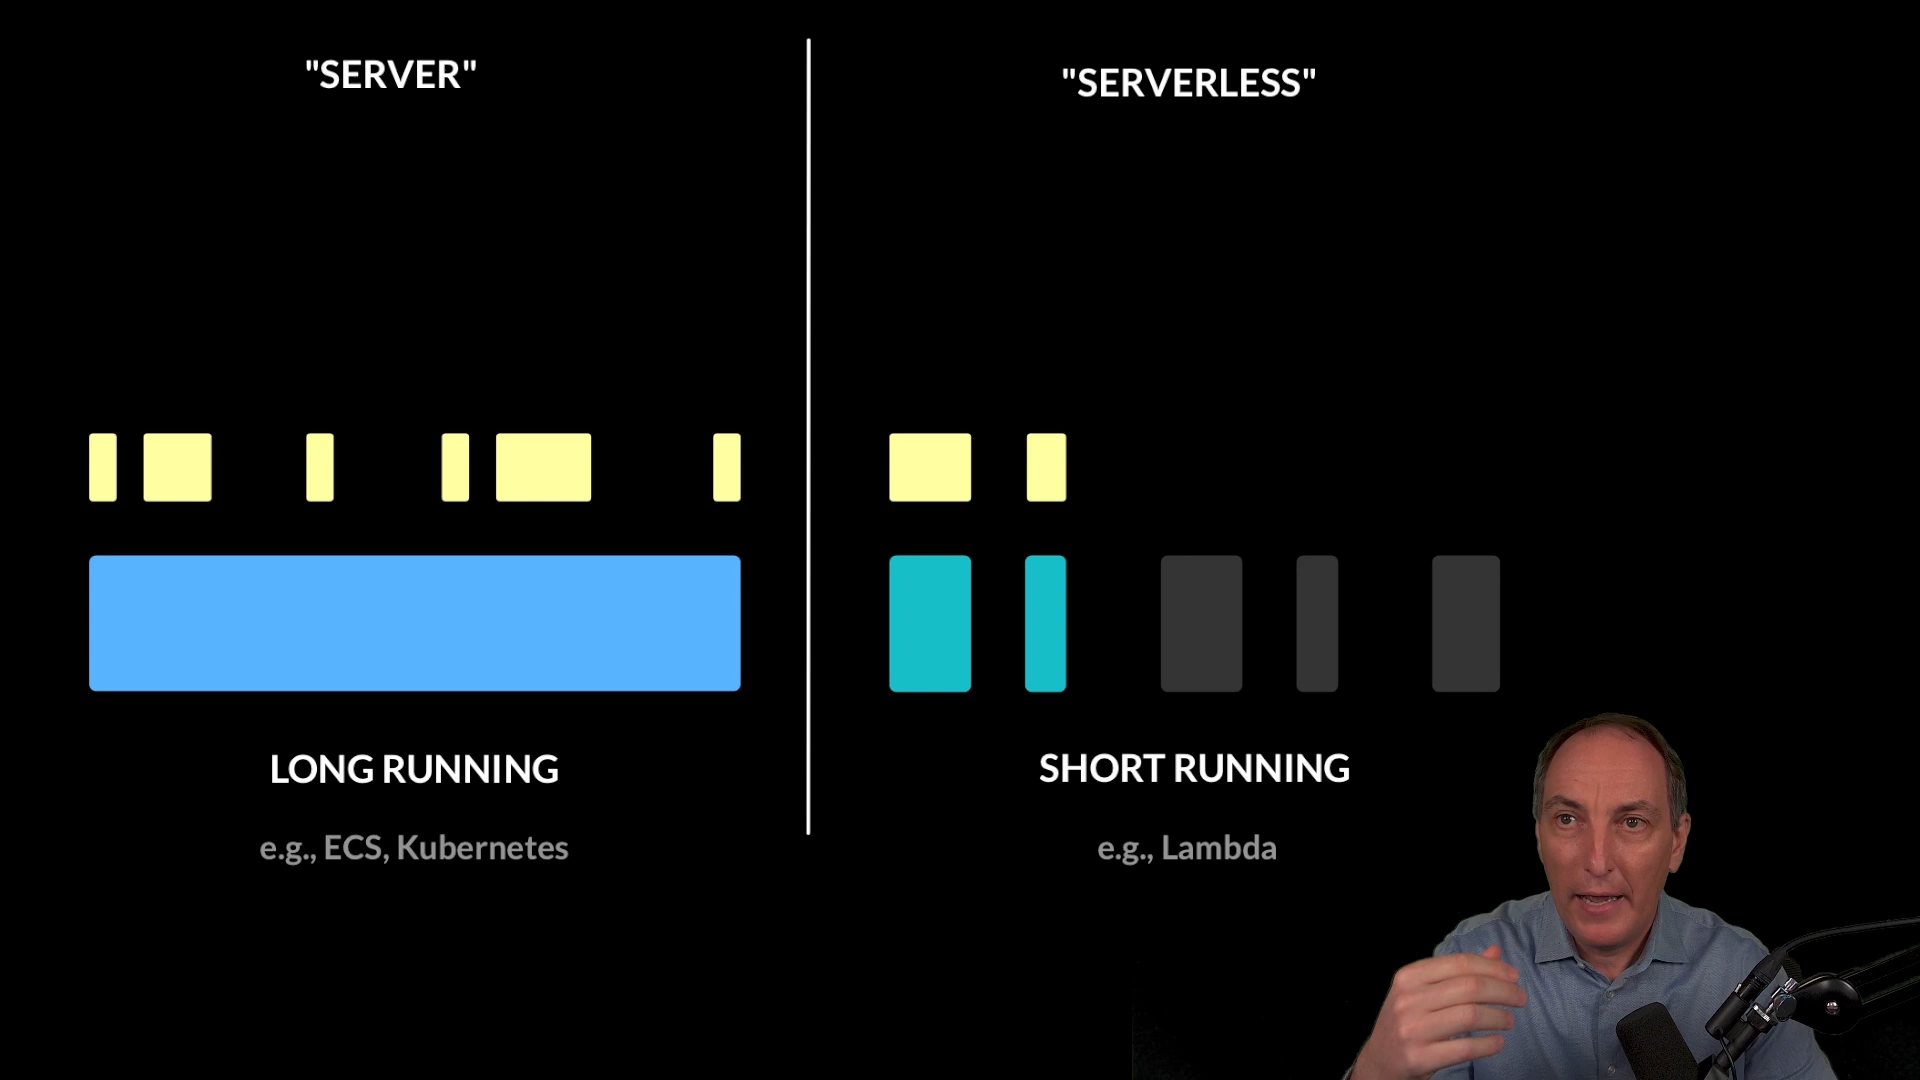 "SERVER"
"SERVERLESS"
LONG RUNNING
e.g., ECS, Kubernetes
SHORT RUNNING
e.g., Lambda